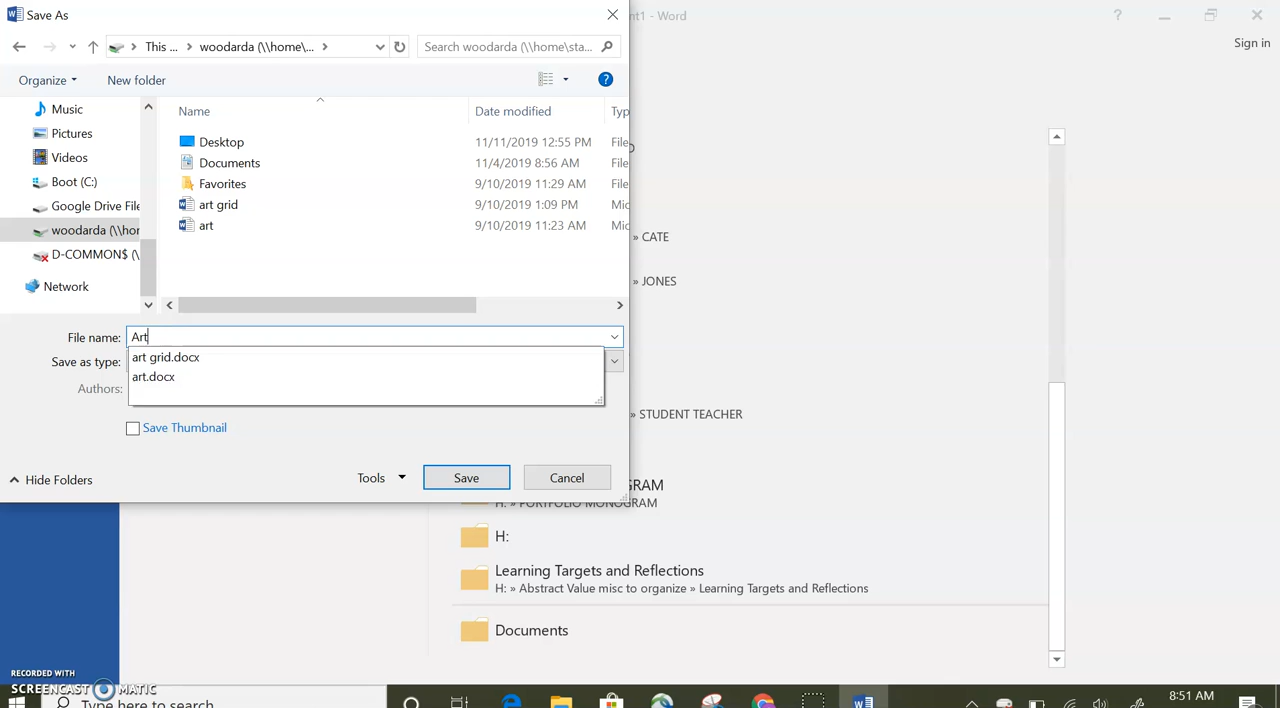 Save As
nt1 - Word
?
Sign in
This ... woodarda (\\home\...
Search woodarda (\\home\sta...
Organize
New folder
?
Music
Pictures
Videos
Boot (C:)
Google Drive File
woodarda (\\hor
D-COMMON$ (\
Network
Name Date modified Typ
Desktop 11/11/2019 12:55 PM File
Documents 11/4/2019 8:56 AM File
Favorites 9/10/2019 11:29 AM File
art grid 9/10/2019 1:09 PM Mic
art 9/10/2019 11:23 AM Mic
File name: Art
Save as type:
art grid.docx
art.docx
Authors:
Save Thumbnail
Hide Folders
Tools
Save
Cancel
» CATE
» JONES
» STUDENT TEACHER
GRAM
H: » PORTFOLIO MONOGRAM
H:
Learning Targets and Reflections
H: » Abstract Value misc to organize » Learning Targets and Reflections
Documents
RECORDED WITH
SCREENCAST MATIC
Type here to search
8:51 AM